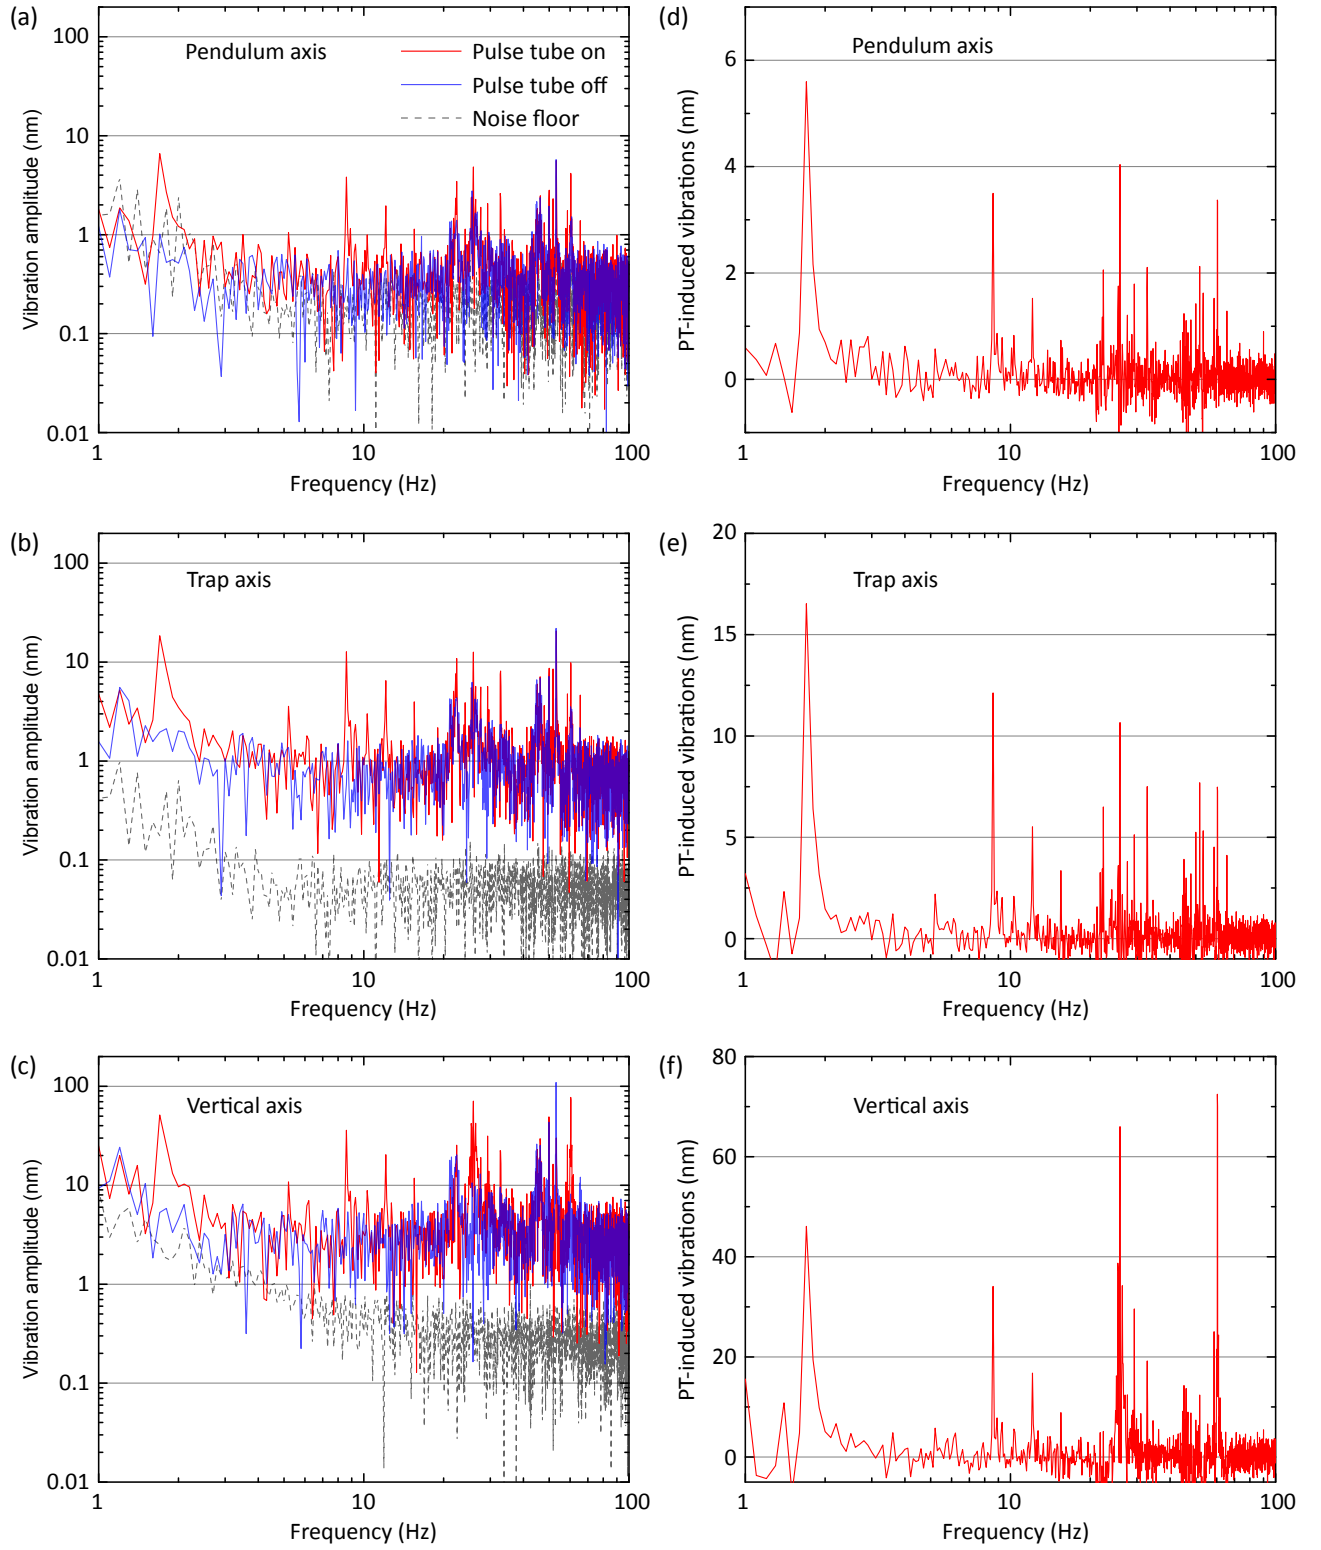 (a)
Pendulum axis
Pulse tube on
Pulse tube off
Noise floor
Vibration amplitude (nm)
100
10
1
0.1
0.01
1
10
100
Frequency (Hz)
(d)
Pendulum axis
PT-induced vibrations (nm)
6
4
2
0
1
10
100
Frequency (Hz)
(b)
Trap axis
Vibration amplitude (nm)
100
10
1
0.1
0.01
1
10
100
Frequency (Hz)
(e)
Trap axis
PT-induced vibrations (nm)
20
15
10
5
0
1
10
100
Frequency (Hz)
(c)
Vertical axis
Vibration amplitude (nm)
100
10
1
0.1
0.01
1
10
100
Frequency (Hz)
(f)
Vertical axis
PT-induced vibrations (nm)
80
60
40
20
0
1
10
100
Frequency (Hz)